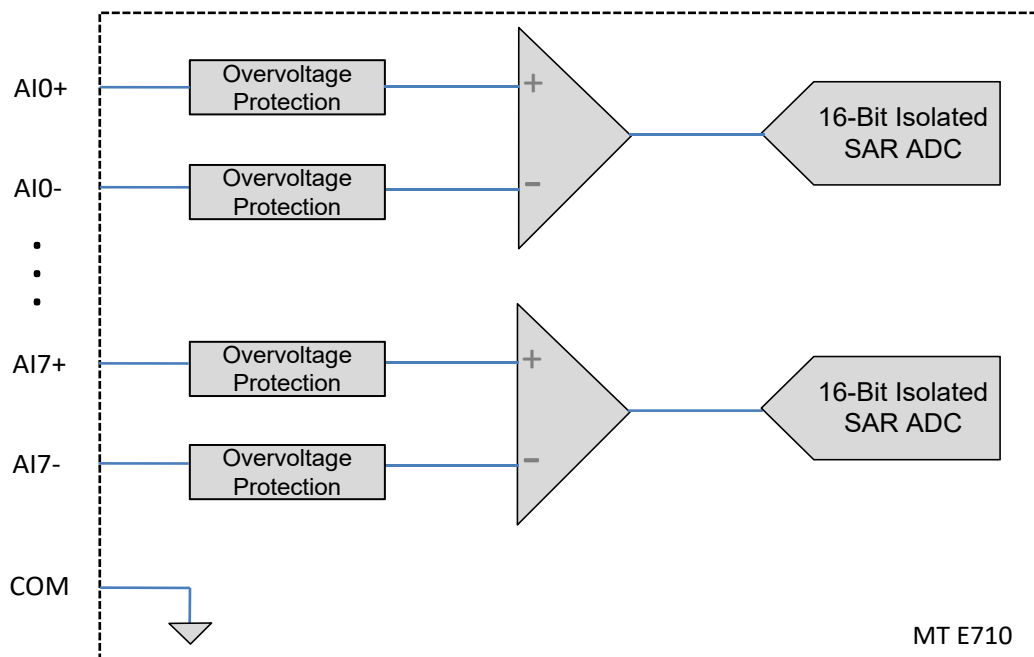 AI0+
Overvoltage
Protection
+
16-Bit Isolated
SAR ADC
AI0-
Overvoltage
Protection
-
AI7+
Overvoltage
Protection
+
16-Bit Isolated
SAR ADC
AI7-
Overvoltage
Protection
-
COM
MT E710